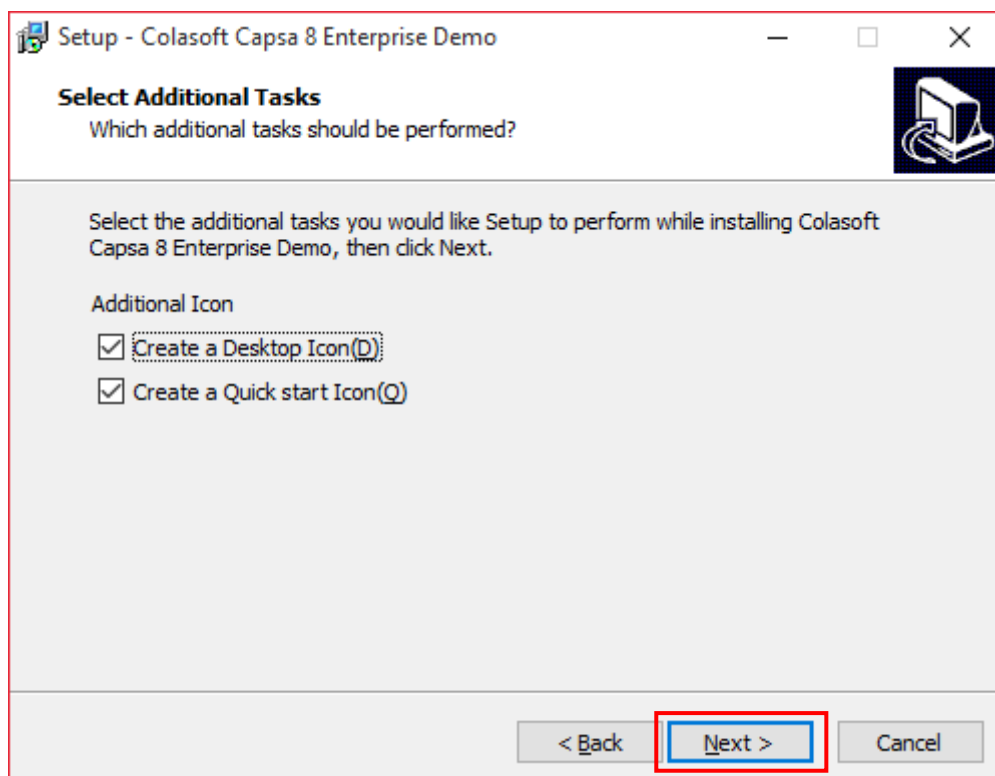 Setup - Colasoft Capsa 8 Enterprise Demo
Select Additional Tasks
Which additional tasks should be performed?
Select the additional tasks you would like Setup to perform while installing Colasoft
Capsa 8 Enterprise Demo, then click Next.
Additional Icon
Create a Desktop Icon(D)
Create a Quick start Icon(Q)
< Back Next > Cancel